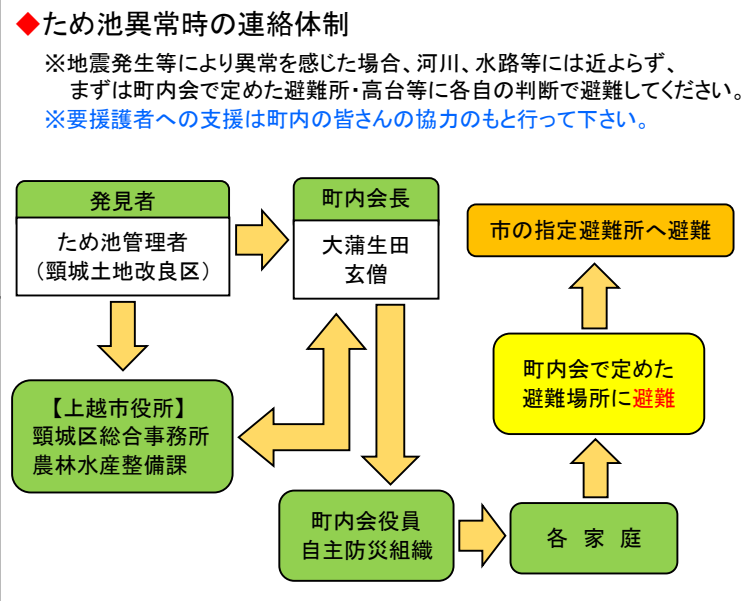 ◆ため池異常時の連絡体制
※地震発生等により異常を感じた場合、河川、水路等には近よらず、
まずは町内会で定めた避難所・高台等に各自の判断で避難してください。
※要援護者への支援は町内の皆さんの協力のもと行って下さい。
発見者
ため池管理者
（頸城土地改良区）
町内会長
大蒲生田
玄僧
市の指定避難所へ避難
町内会で定めた
避難場所に避難
【上越市役所】
頸城区総合事務所
農林水産整備課
町内会役員
自主防災組織
各 家 庭